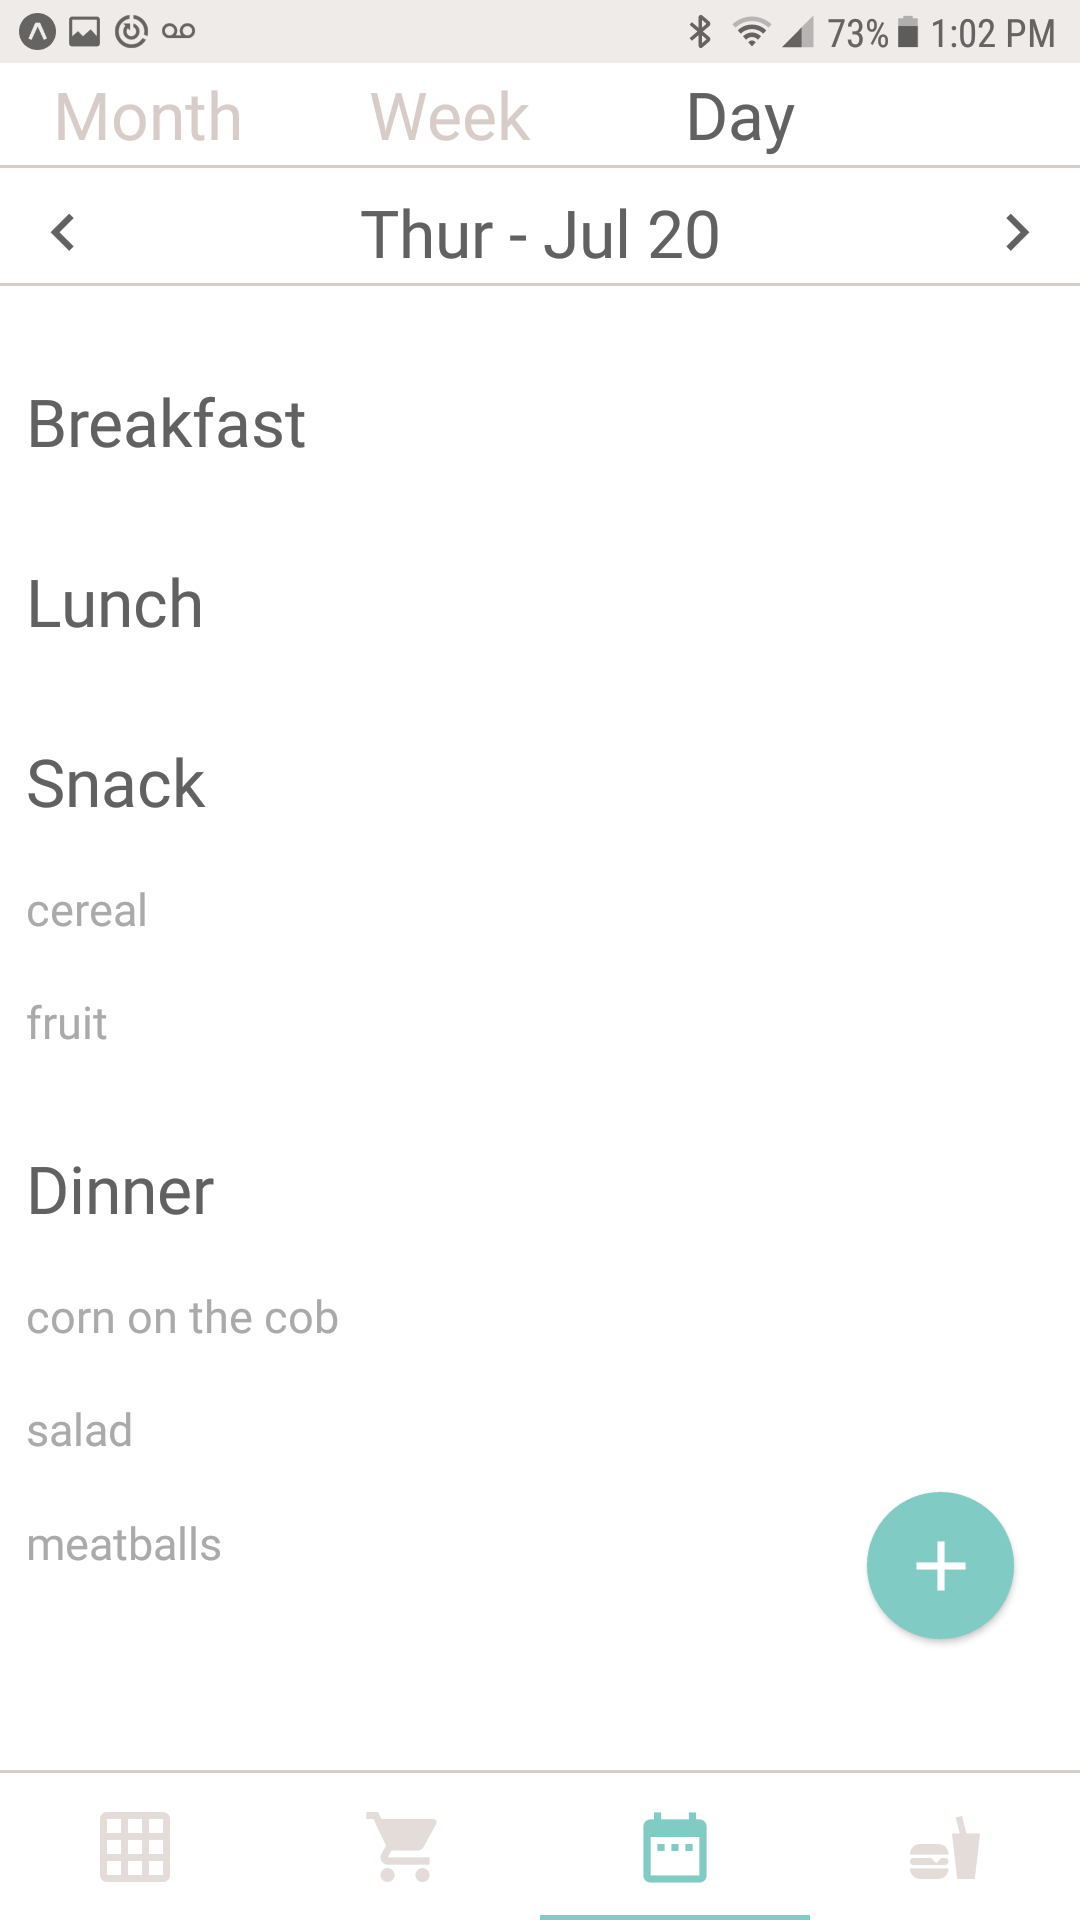 73% 1:02 PM
Month Week Day
Thur - Jul 20
Breakfast
Lunch
Snack
cereal
fruit
Dinner
corn on the cob
salad
meatballs